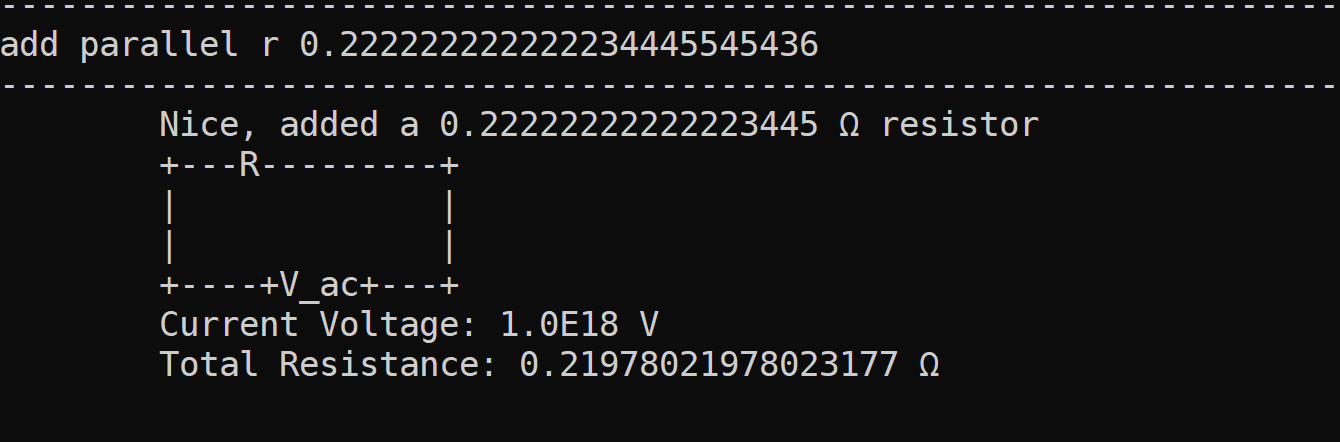 -------------------------------------------------------------------
add parallel r 0.2222222222222234445545436
-------------------------------------------------------------------
Nice, added a 0.22222222222223445 Ω resistor
+---R---------+
|             |
|             |
+----+V_ac+---+
Current Voltage: 1.0E18 V
Total Resistance: 0.21978021978023177 Ω